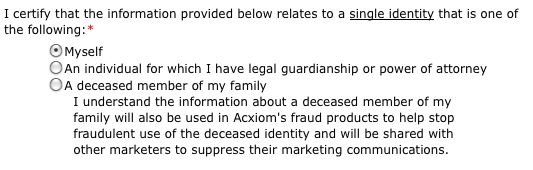 I certify that the information provided below relates to a single identity that is one of
the following:*
Myself
An individual for which I have legal guardianship or power of attorney
A deceased member of my family
I understand the information about a deceased member of my
family will also be used in Acxiom's fraud products to help stop
fraudulent use of the deceased identity and will be shared with
other marketers to suppress their marketing communications.